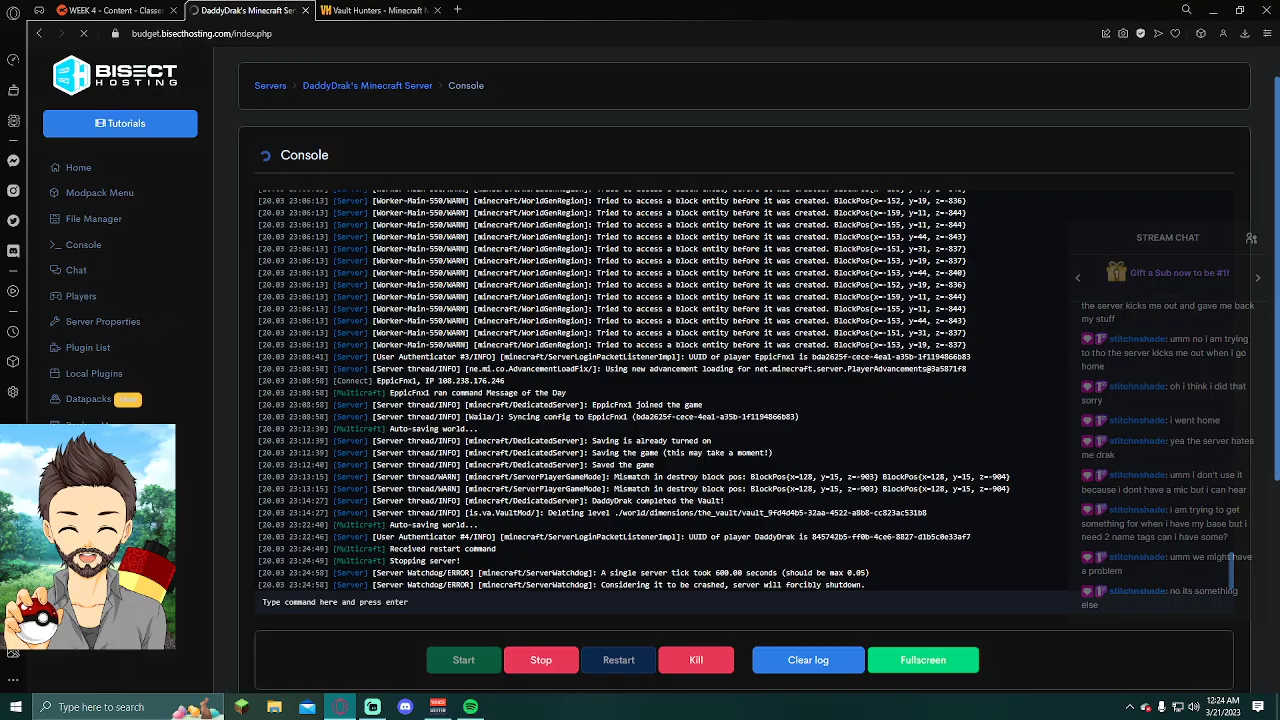 WEEK 4 - Content - Classes
DaddyDrak's Minecraft Ser
Vault Hunters - Minecraft M
budget.bisecthosting.com/index.php
BISECT
HOSTING
Tutorials
Home
Modpack Menu
File Manager
Console
Chat
Players
Server Properties
Plugin List
Local Plugins
Datapacks
Servers > DaddyDrak's Minecraft Server > Console
Console
[20.03 23:06:13] [Server] [Worker-Main-550/WARN] [minecraft/WorldGenRegion]: Tried to access a block entity before it was created. BlockPos{x=-152, y=19, z=-836}
[20.03 23:06:13] [Server] [Worker-Main-550/WARN] [minecraft/WorldGenRegion]: Tried to access a block entity before it was created. BlockPos{x=-159, y=11, z=-844}
[20.03 23:06:13] [Server] [Worker-Main-550/WARN] [minecraft/WorldGenRegion]: Tried to access a block entity before it was created. BlockPos{x=-155, y=11, z=-844}
[20.03 23:06:13] [Server] [Worker-Main-550/WARN] [minecraft/WorldGenRegion]: Tried to access a block entity before it was created. BlockPos{x=-153, y=44, z=-843}
[20.03 23:06:13] [Server] [Worker-Main-550/WARN] [minecraft/WorldGenRegion]: Tried to access a block entity before it was created. BlockPos{x=-151, y=31, z=-837}
[20.03 23:06:13] [Server] [Worker-Main-550/WARN] [minecraft/WorldGenRegion]: Tried to access a block entity before it was created. BlockPos{x=-153, y=19, z=-837}
[20.03 23:06:13] [Server] [Worker-Main-550/WARN] [minecraft/WorldGenRegion]: Tried to access a block entity before it was created. BlockPos{x=-153, y=44, z=-840}
[20.03 23:06:13] [Server] [Worker-Main-550/WARN] [minecraft/WorldGenRegion]: Tried to access a block entity before it was created. BlockPos{x=-152, y=19, z=-836}
[20.03 23:06:13] [Server] [Worker-Main-550/WARN] [minecraft/WorldGenRegion]: Tried to access a block entity before it was created. BlockPos{x=-159, y=11, z=-844}
[20.03 23:06:13] [Server] [Worker-Main-550/WARN] [minecraft/WorldGenRegion]: Tried to access a block entity before it was created. BlockPos{x=-155, y=11, z=-844}
[20.03 23:06:13] [Server] [Worker-Main-550/WARN] [minecraft/WorldGenRegion]: Tried to access a block entity before it was created. BlockPos{x=-153, y=44, z=-843}
[20.03 23:06:13] [Server] [Worker-Main-550/WARN] [minecraft/WorldGenRegion]: Tried to access a block entity before it was created. BlockPos{x=-151, y=31, z=-837}
[20.03 23:06:13] [Server] [Worker-Main-550/WARN] [minecraft/WorldGenRegion]: Tried to access a block entity before it was created. BlockPos{x=-153, y=19, z=-837}
[20.03 23:08:41] [Server] [User Authenticator #3/INFO] [minecraft/ServerLoginPacketListenerImpl]: UUID of player EppicFnx1 is bda2625f-cece-4ea1-a35b-1f1194866b83
[20.03 23:08:58] [Server] [Server thread/INFO] [ne.mi.co.AdvancementLoadFix/]: Using new advancement loading for net.minecraft.server.PlayerAdvancements@3a5871f8
[20.03 23:08:58] [Connect] EppicFnx1, IP 108.238.176.246
[20.03 23:08:58] [Multicraft] EppicFnx1 ran command Message of the Day
[20.03 23:08:58] [Server] [Server thread/INFO] [minecraft/DedicatedServer]: EppicFnx1 joined the game
[20.03 23:08:58] [Server] [Server thread/INFO] [Waila/]: Syncing config to EppicFnx1 (bda2625f-cece-4ea1-a35b-1f1194866b83)
[20.03 23:12:39] [Multicraft] Auto-saving world...
[20.03 23:12:39] [Server] [Server thread/INFO] [minecraft/DedicatedServer]: Saving is already turned on
[20.03 23:12:39] [Server] [Server thread/INFO] [minecraft/DedicatedServer]: Saving the game (this may take a moment!)
[20.03 23:12:40] [Server] [Server thread/INFO] [minecraft/DedicatedServer]: Saved the game
[20.03 23:13:15] [Server] [Server thread/WARN] [minecraft/ServerPlayerGameMode]: Mismatch in destroy block pos: BlockPos{x=128, y=15, z=-903} BlockPos{x=128, y=15, z=-904}
[20.03 23:13:15] [Server] [Server thread/WARN] [minecraft/ServerPlayerGameMode]: Mismatch in destroy block pos: BlockPos{x=128, y=15, z=-903} BlockPos{x=128, y=15, z=-904}
[20.03 23:14:27] [Server] [Server thread/INFO] [minecraft/DedicatedServer]: DaddyDrak completed the Vault!
[20.03 23:14:27] [Server] [Server thread/INFO] [is.va.VaultMod/]: Deleting level ./world/dimensions/the_vault/vault_9fd4d4b5-32aa-4522-a8b8-cc823ac531b8
[20.03 23:22:40] [Multicraft] Auto-saving world...
[20.03 23:22:46] [Server] [User Authenticator #4/INFO] [minecraft/ServerLoginPacketListenerImpl]: UUID of player DaddyDrak is 845742b5-ff0b-4ce6-8827-d1b5c0e33af7
[20.03 23:24:49] [Multicraft] Received restart command
[20.03 23:24:49] [Multicraft] Stopping server!
[20.03 23:24:58] [Server] [Server Watchdog/ERROR] [minecraft/ServerWatchdog]: A single server tick took 600.00 seconds (should be max 0.05)
[20.03 23:24:58] [Server] [Server Watchdog/ERROR] [minecraft/ServerWatchdog]: Considering it to be crashed, server will forcibly shutdown.
Type command here and press enter
Start
Stop
Restart
Kill
Clear log
Fullscreen
STREAM CHAT
Gift a Sub now to be #1!
the server kicks me out and gave me back
my stuff
stitchnshade: umm no i am trying
to tho the server kicks me out when i go
home
stitchnshade: oh i think i did that
sorry
stitchnshade: i went home
stitchnshade: yea the server hates
me drak
stitchnshade: umm i don't use it
because i dont have a mic but i can hear
stitchnshade: i am trying to get
something for when i have my base but i
need 2 name tags can i have some?
stitchnshade: umm we might have
a problem
stitchnshade: no its something
else
Type here to search
12:24 AM
3/21/2023